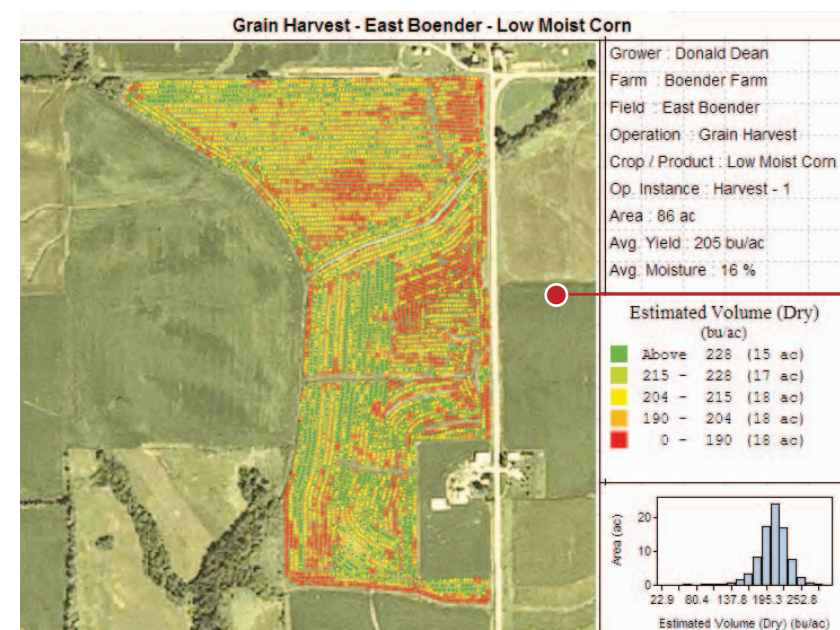 Grain Harvest - East Boender - Low Moist Corn
Grower : Donald Dean
Farm : Boender Farm
Field : East Boender
Operation : Grain Harvest
Crop / Product : Low Moist Corn
Op. Instance : Harvest - 1
Area : 86 ac
Avg. Yield : 205 bu/ac
Avg. Moisture : 16 %
Estimated Volume (Dry)
(bu/ac)
Above 228 (15 ac)
215 - 228 (17 ac)
204 - 215 (18 ac)
190 - 204 (18 ac)
0 - 190 (18 ac)
Area (ac)
20
10
0
22.9 80.4 137.8 195.3 252.8
Estimated Volume (Dry) (bu/ac)